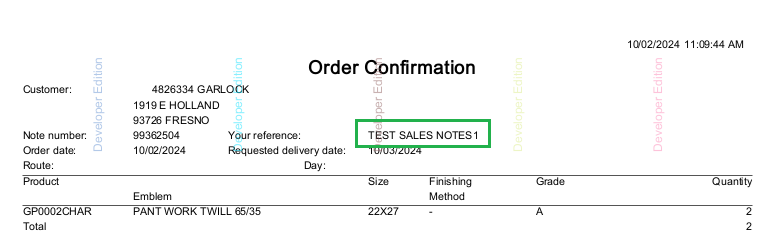 10/02/2024 11:09:44 AM
Order Confirmation
Customer: 4826334 GARLOCK
1919 E HOLLAND
93726 FRESNO
Note number: 99362504 Your reference: TEST SALES NOTES1
Order date: 10/02/2024 Requested delivery date: 10/03/2024
Route: Day:
Product Size Finishing Grade Quantity
Emblem Method
GP0002CHAR PANT WORK TWILL 65/35 22X27 - A 2
Total 2
Developer Edition
Developer Edition
Developer Edition
Developer Edition
Developer Edition